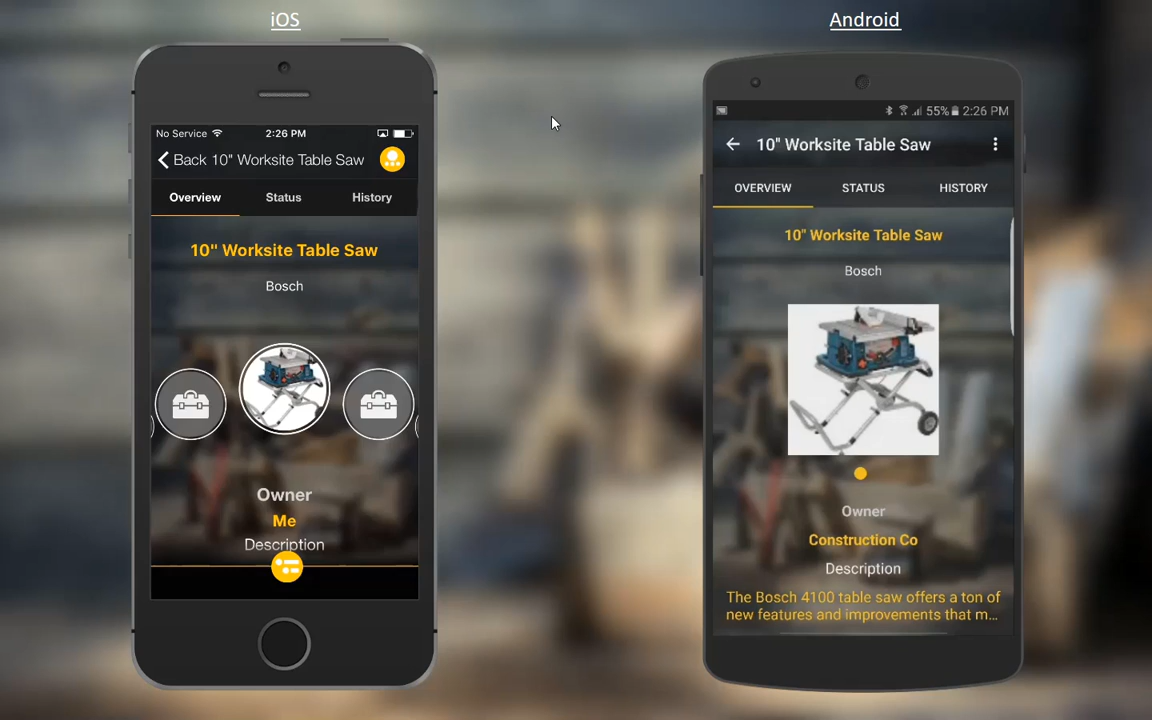 iOS
No Service 2:26 PM
Back 10" Worksite Table Saw
Overview Status History
10" Worksite Table Saw
Bosch
Owner
Me
Description
Android
55% 2:26 PM
10" Worksite Table Saw
OVERVIEW STATUS HISTORY
10" Worksite Table Saw
Bosch
Owner
Construction Co
Description
The Bosch 4100 table saw offers a ton of
new features and improvements that m...